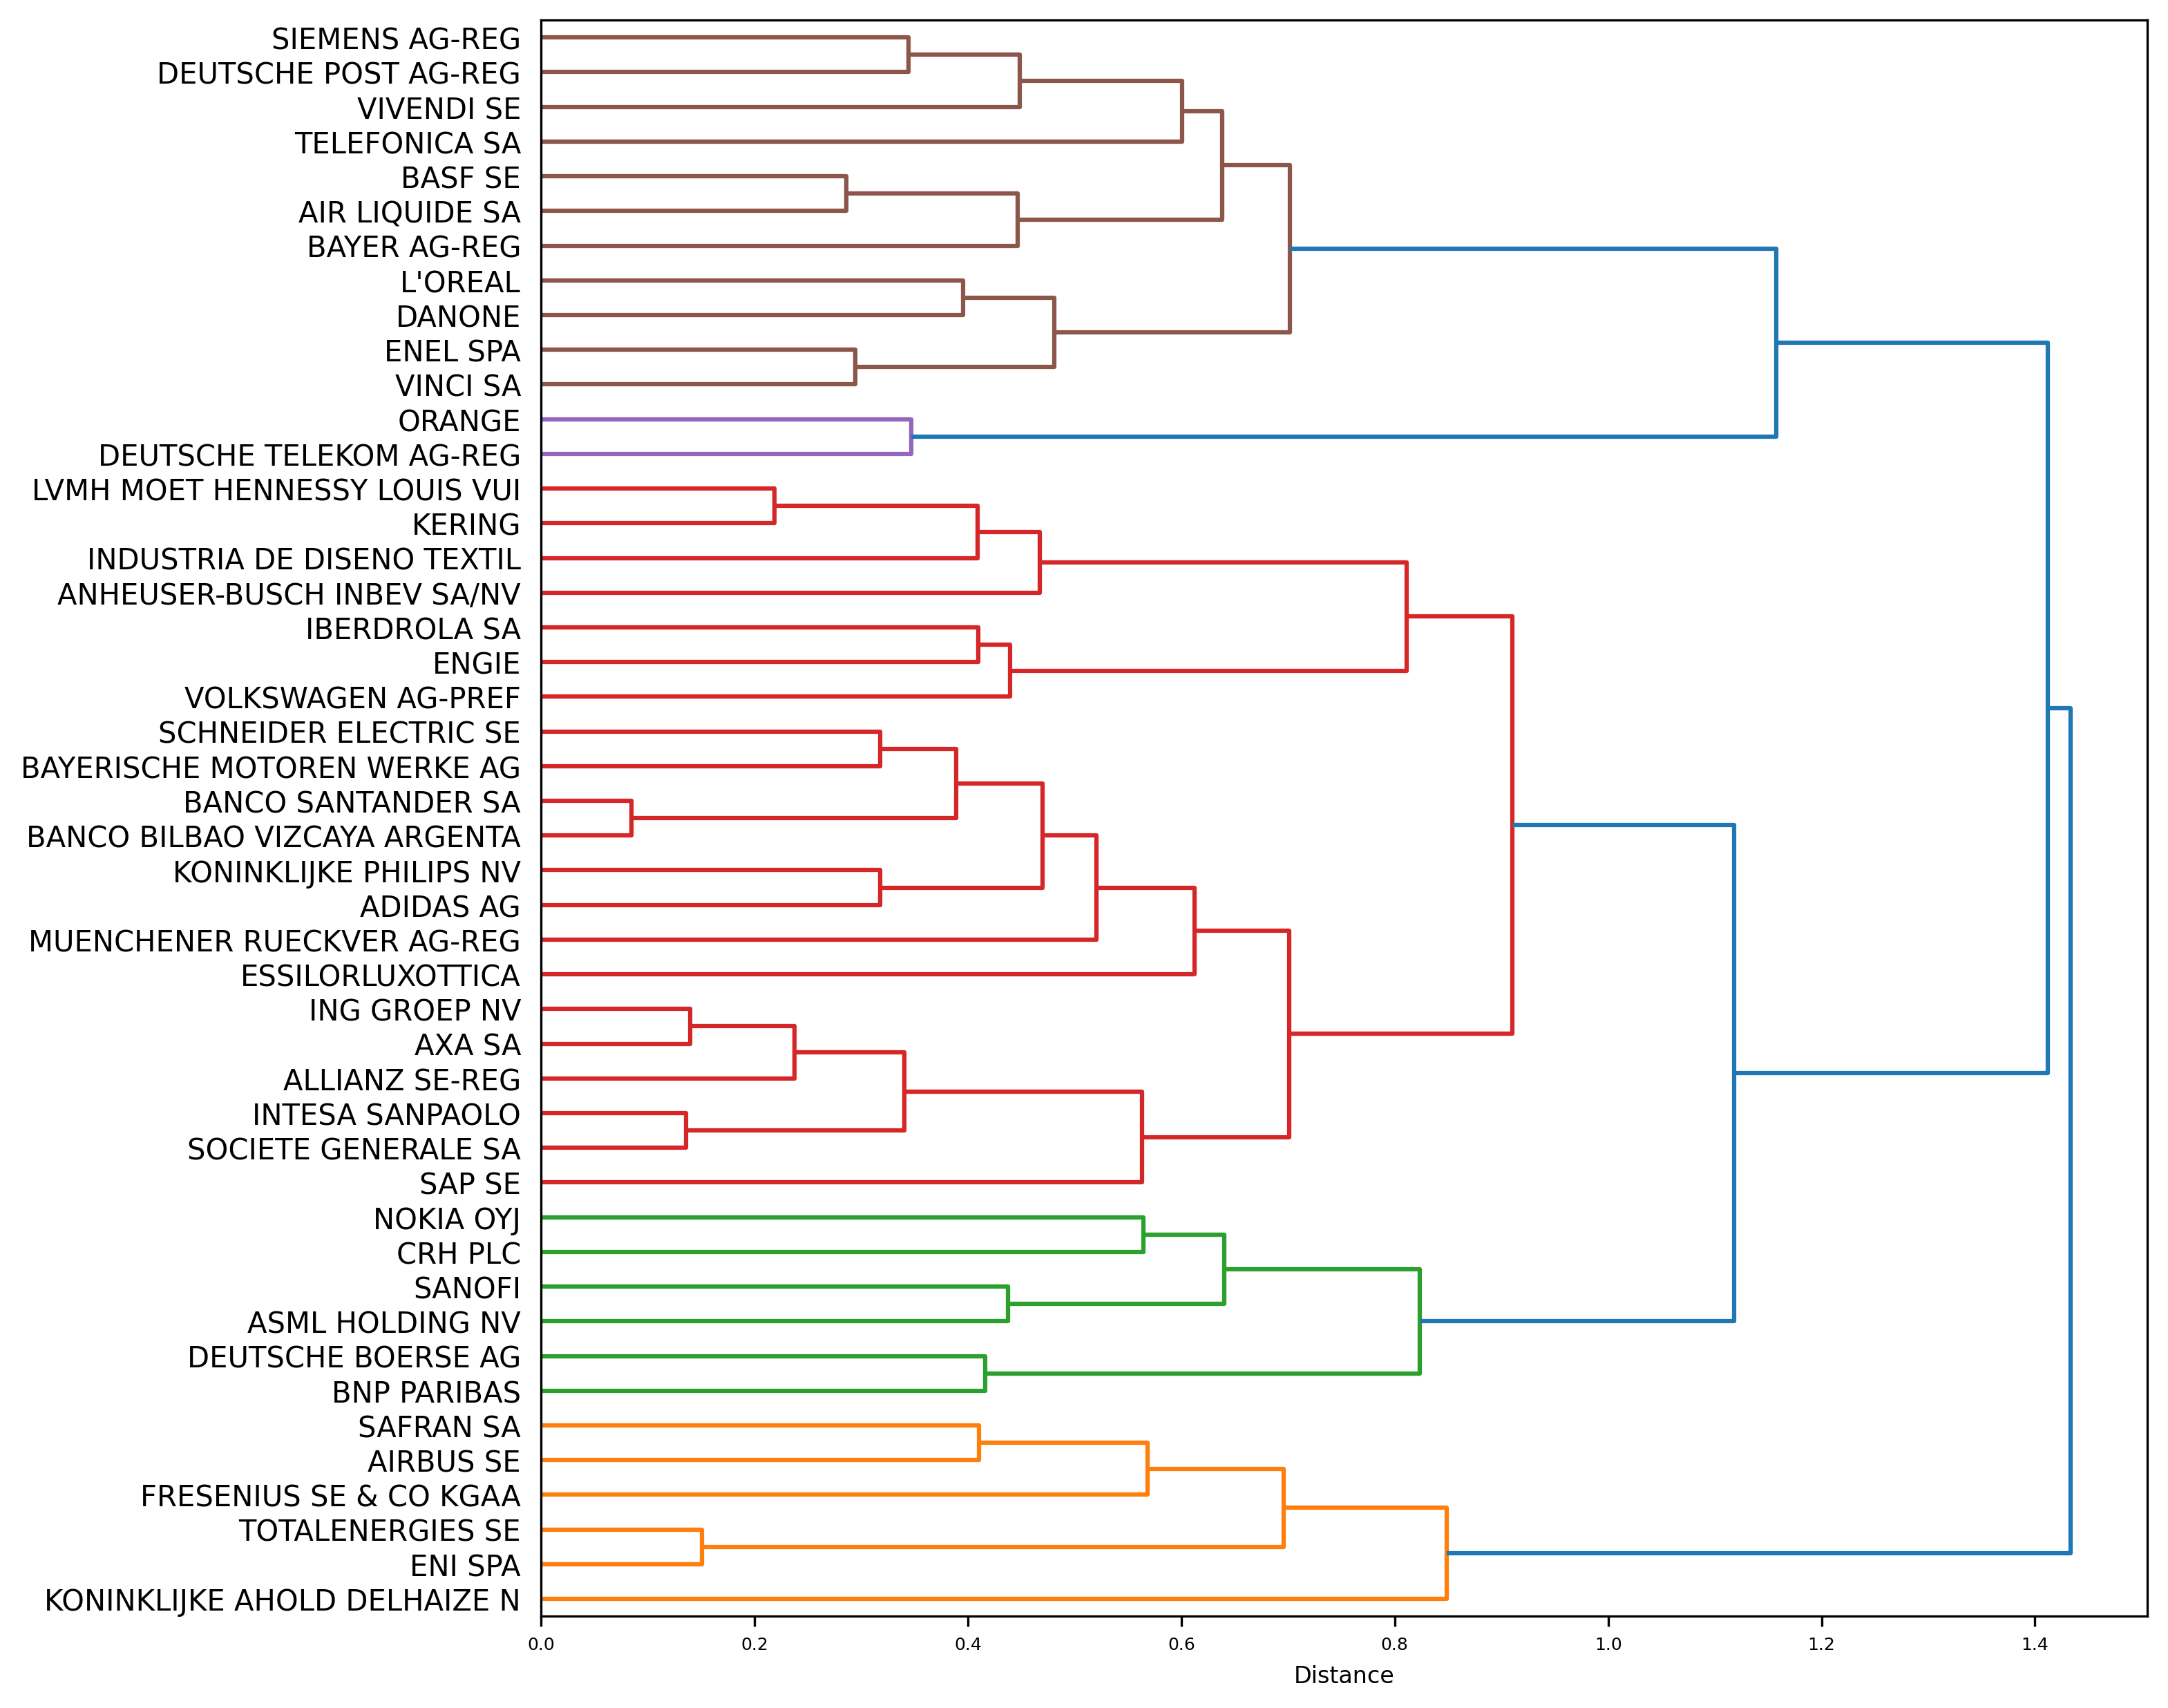 SIEMENS AG-REG
DEUTSCHE POST AG-REG
VIVENDI SE
TELEFONICA SA
BASF SE
AIR LIQUIDE SA
BAYER AG-REG
L'OREAL
DANONE
ENEL SPA
VINCI SA
ORANGE
DEUTSCHE TELEKOM AG-REG
LVMH MOET HENNESSY LOUIS VUI
KERING
INDUSTRIA DE DISENO TEXTIL
ANHEUSER-BUSCH INBEV SA/NV
IBERDROLA SA
ENGIE
VOLKSWAGEN AG-PREF
SCHNEIDER ELECTRIC SE
BAYERISCHE MOTOREN WERKE AG
BANCO SANTANDER SA
BANCO BILBAO VIZCAYA ARGENTA
KONINKLIJKE PHILIPS NV
ADIDAS AG
MUENCHENER RUECKVER AG-REG
ESSILORLUXOTTICA
ING GROEP NV
AXA SA
ALLIANZ SE-REG
INTESA SANPAOLO
SOCIETE GENERALE SA
SAP SE
NOKIA OYJ
CRH PLC
SANOFI
ASML HOLDING NV
DEUTSCHE BOERSE AG
BNP PARIBAS
SAFRAN SA
AIRBUS SE
FRESENIUS SE & CO KGAA
TOTALENERGIES SE
ENI SPA
KONINKLIJKE AHOLD DELHAIZE N
0.0 0.2 0.4 0.6 0.8 1.0 1.2 1.4
Distance